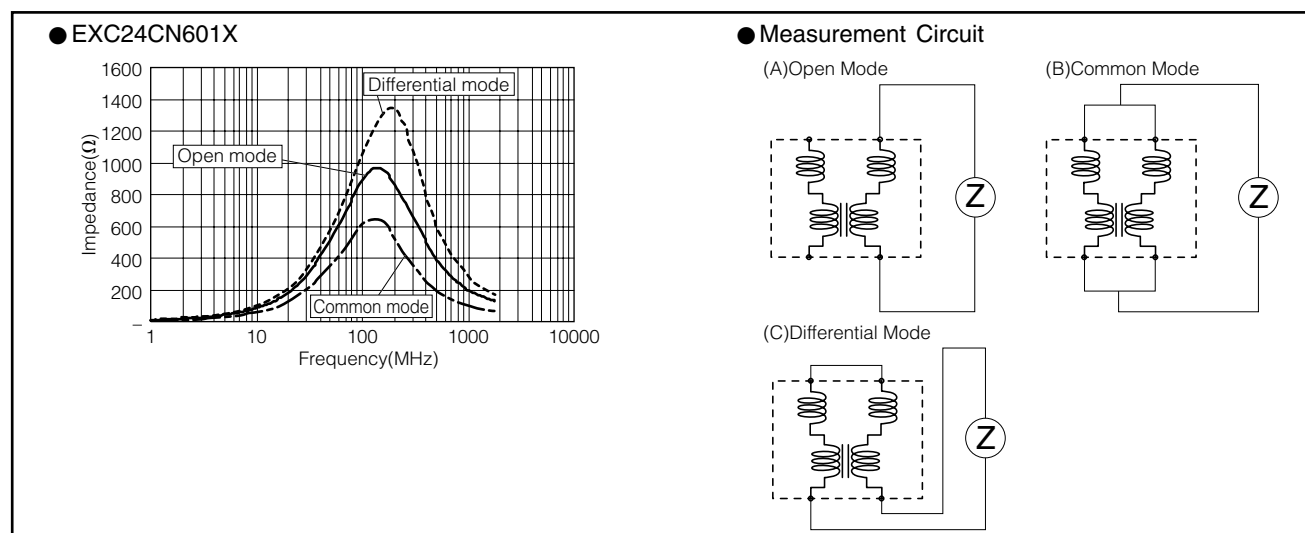 ● EXC24CN601X
1600
1400
1200
1000
800
600
400
200
–
Impedance(Ω)
Differential mode
Open mode
Common mode
1 10 100 1000 10000
Frequency(MHz)
● Measurement Circuit
(A)Open Mode
Z
(B)Common Mode
Z
(C)Differential Mode
Z